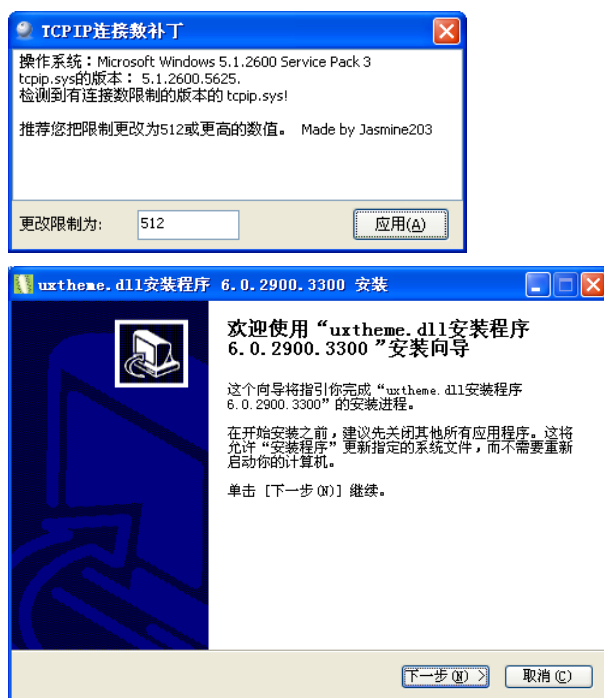 TCPIP连接数补丁
操作系统：Microsoft Windows 5.1.2600 Service Pack 3
tcpip.sys的版本： 5.1.2600.5625.
检测到有连接数限制的版本的 tcpip.sys!
推荐您把限制更改为512或更高的数值。 Made by Jasmine203
更改限制为:
512
应用(A)
uxtheme.dll安装程序 6.0.2900.3300 安装
欢迎使用“uxtheme.dll安装程序
6.0.2900.3300 ”安装向导
这个向导将指引你完成“uxtheme.dll安装程序
6.0.2900.3300”的安装进程。
在开始安装之前，建议先关闭其他所有应用程序。这将
允许“安装程序”更新指定的系统文件，而不需要重新
启动你的计算机。
单击 [下一步(N)] 继续。
下一步(N) >
取消(C)